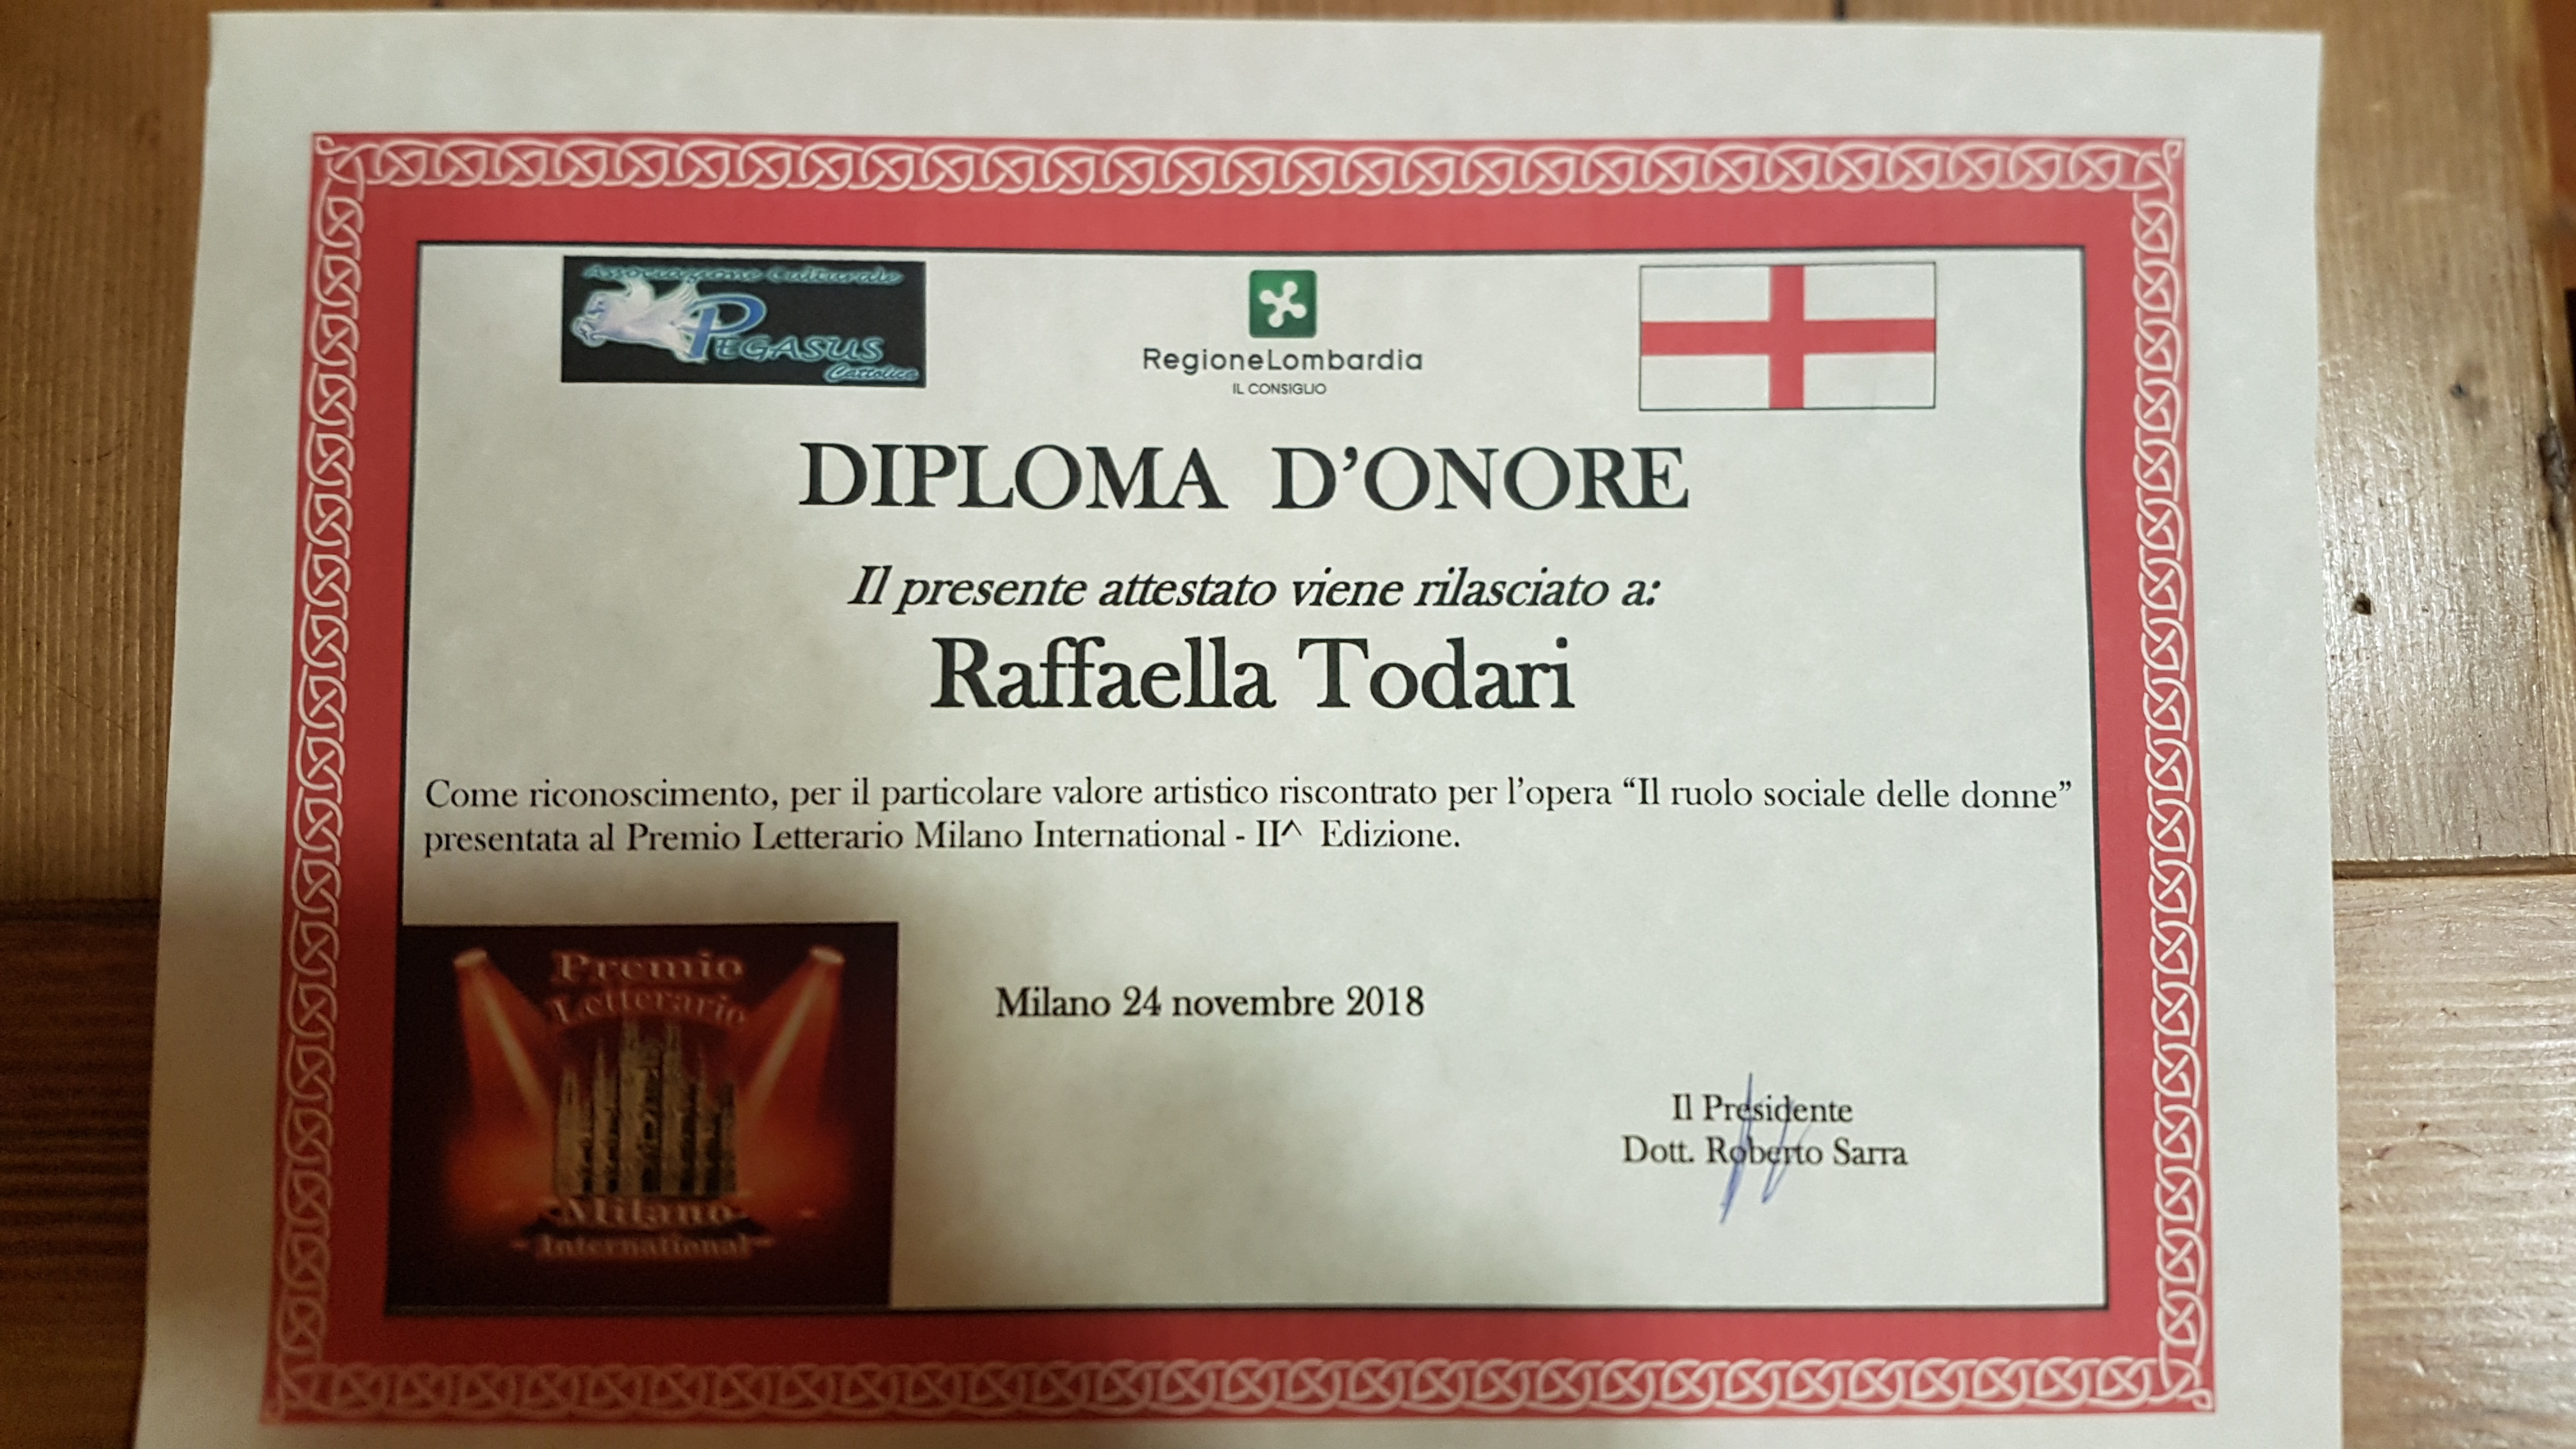 Associazione Culturale
PEGASUS
Cattolica
RegioneLombardia
IL CONSIGLIO
DIPLOMA D’ONORE
Il presente attestato viene rilasciato a:
Raffaella Todari
Come riconoscimento, per il particolare valore artistico riscontrato per l’opera “Il ruolo sociale delle donne”
presentata al Premio Letterario Milano International - II^ Edizione.
Premio
Letterario
Milano
International
Milano 24 novembre 2018
Il Presidente
Dott. Roberto Sarra